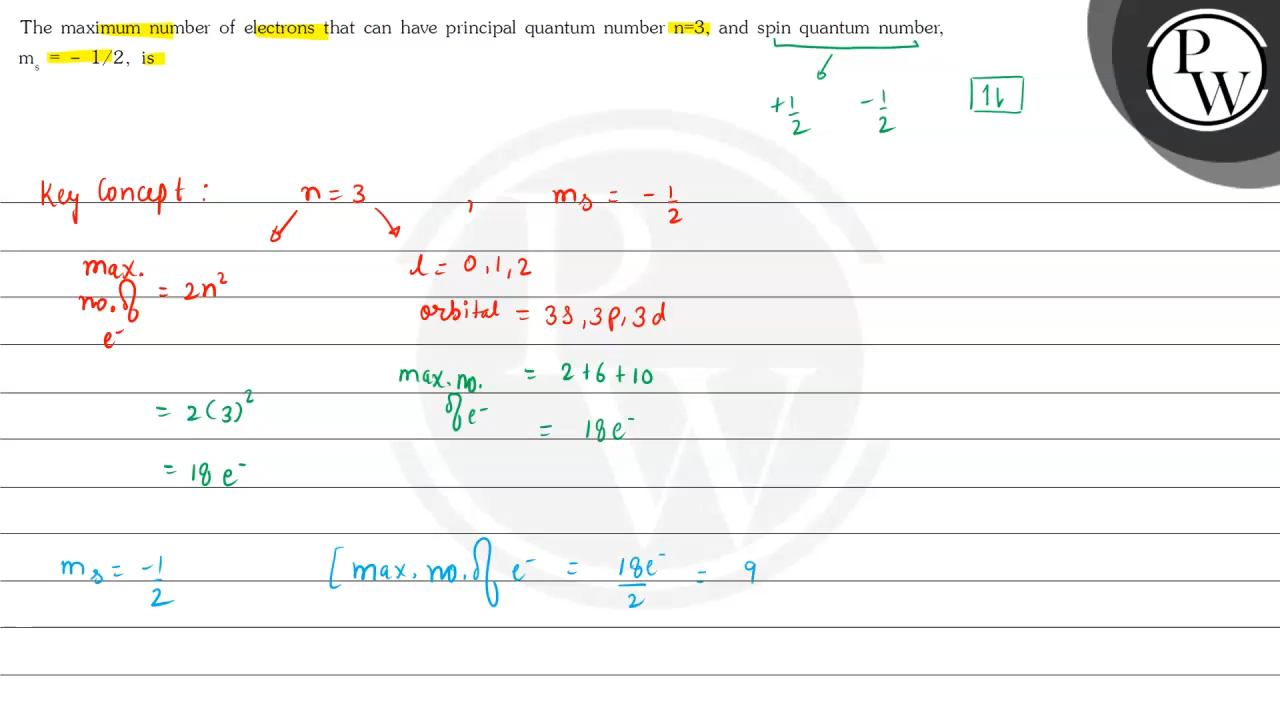 The maximum number of electrons that can have principal quantum number n=3, and spin quantum number,
mₛ = - 1/2, is
+1/2 -1/2 1↓
PW
Key Concept : n = 3 , mₛ = - 1/2
max. no. of e⁻ = 2n²
l = 0, 1, 2
orbital = 3s, 3p, 3d
max. no. of e⁻ = 2+6+10
= 2(3)²
= 18e⁻
= 18e⁻
mₛ = -1/2 [max. no. of e⁻ = 18e⁻/2 = 9